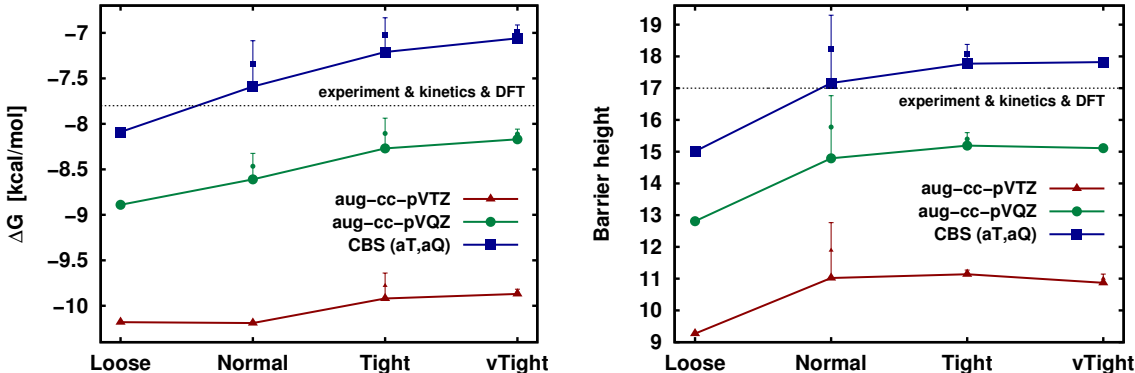 ΔG [kcal/mol]
−7
−7.5
−8
−8.5
−9
−9.5
−10
experiment & kinetics & DFT
aug−cc−pVTZ
aug−cc−pVQZ
CBS (aT,aQ)
Loose Normal Tight vTight
Barrier height
19
18
17
16
15
14
13
12
11
10
9
experiment & kinetics & DFT
aug−cc−pVTZ
aug−cc−pVQZ
CBS (aT,aQ)
Loose Normal Tight vTight